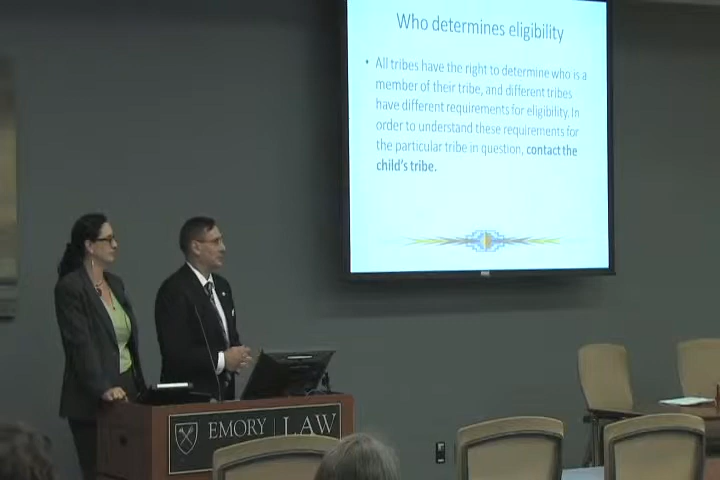 Who determines eligibility
• All tribes have the right to determine who is a
member of their tribe, and different tribes
have different requirements for eligibility. In
order to understand these requirements for
the particular tribe in question, contact the
child's tribe.
EMORY | LAW